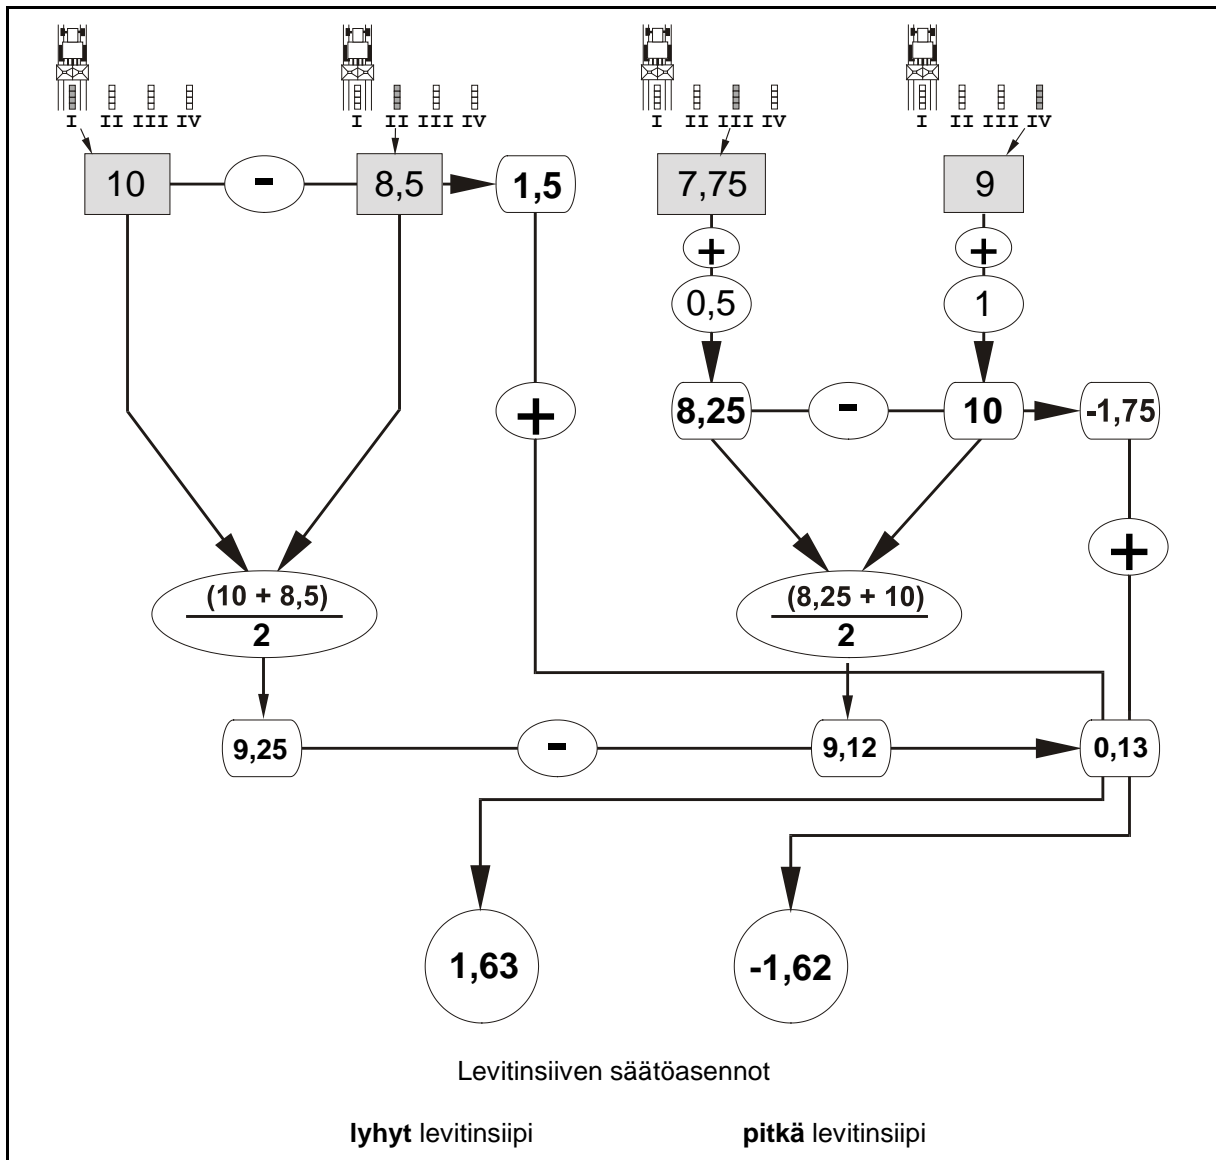 I II III IV I II III IV I II III IV I II III IV
10 - 8,5 1,5 7,75 9
+ +
0,5 1
+ 8,25 - 10 -1,75
+
(10 + 8,5) (8,25 + 10)
2 2
9,25 - 9,12 0,13
1,63 -1,62
Levitinsiiven säätöasennot
lyhyt levitinsiipi pitkä levitinsiipi